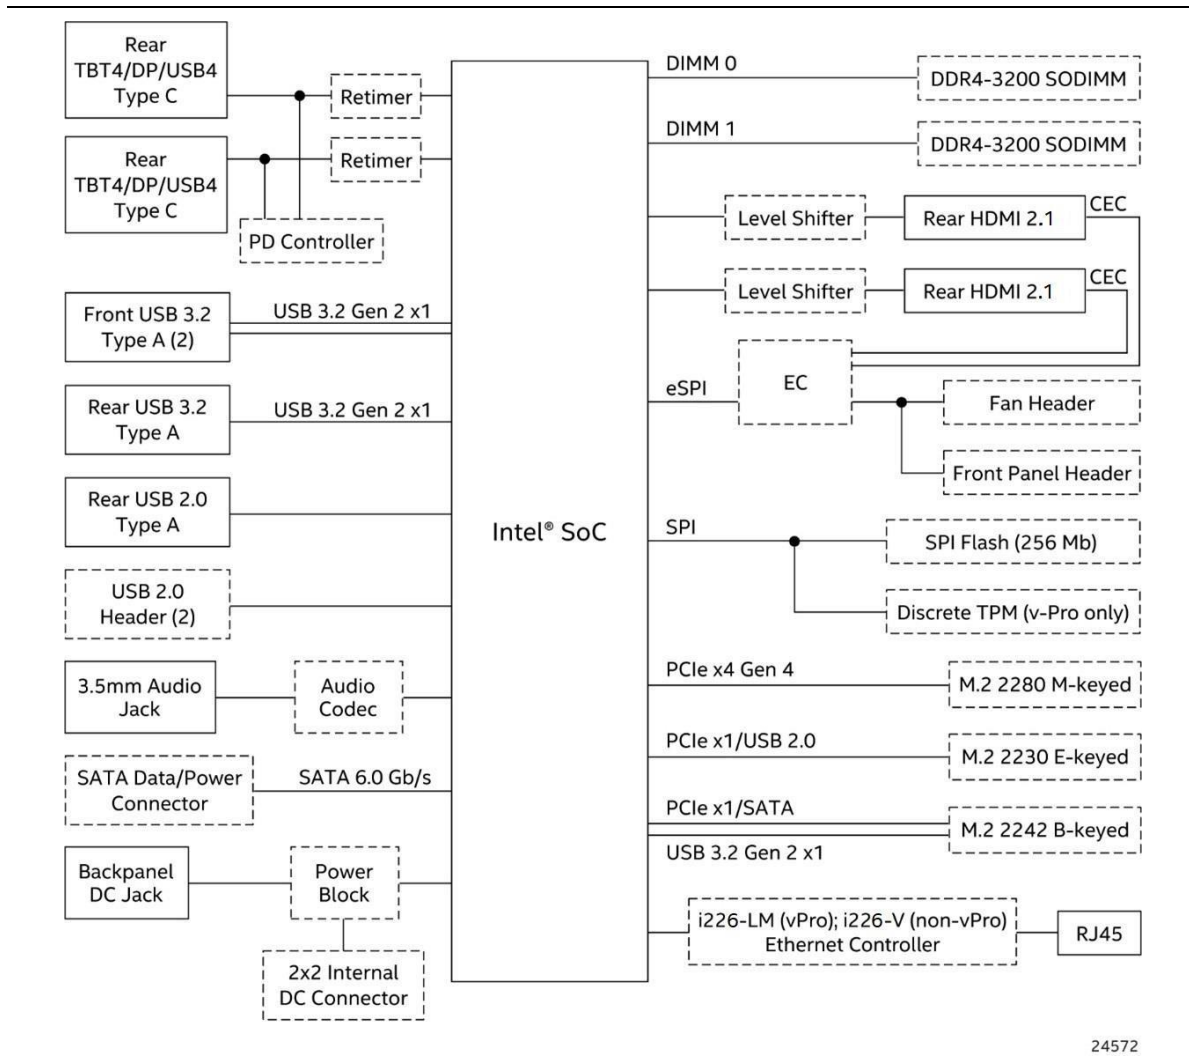 Rear
TBT4/DP/USB4
Type C
Retimer
Rear
TBT4/DP/USB4
Type C
Retimer
PD Controller
Front USB 3.2
Type A (2)
USB 3.2 Gen 2 x1
Rear USB 3.2
Type A
USB 3.2 Gen 2 x1
Rear USB 2.0
Type A
USB 2.0
Header (2)
3.5mm Audio
Jack
Audio
Codec
SATA Data/Power
Connector
SATA 6.0 Gb/s
Backpanel
DC Jack
Power
Block
2x2 Internal
DC Connector
Intel® SoC
DIMM 0
DDR4-3200 SODIMM
DIMM 1
DDR4-3200 SODIMM
Level Shifter
Rear HDMI 2.1
CEC
Level Shifter
Rear HDMI 2.1
CEC
eSPI
EC
Fan Header
Front Panel Header
SPI
SPI Flash (256 Mb)
Discrete TPM (v-Pro only)
PCIe x4 Gen 4
M.2 2280 M-keyed
PCIe x1/USB 2.0
M.2 2230 E-keyed
PCIe x1/SATA
M.2 2242 B-keyed
USB 3.2 Gen 2 x1
i226-LM (vPro); i226-V (non-vPro)
Ethernet Controller
RJ45
24572